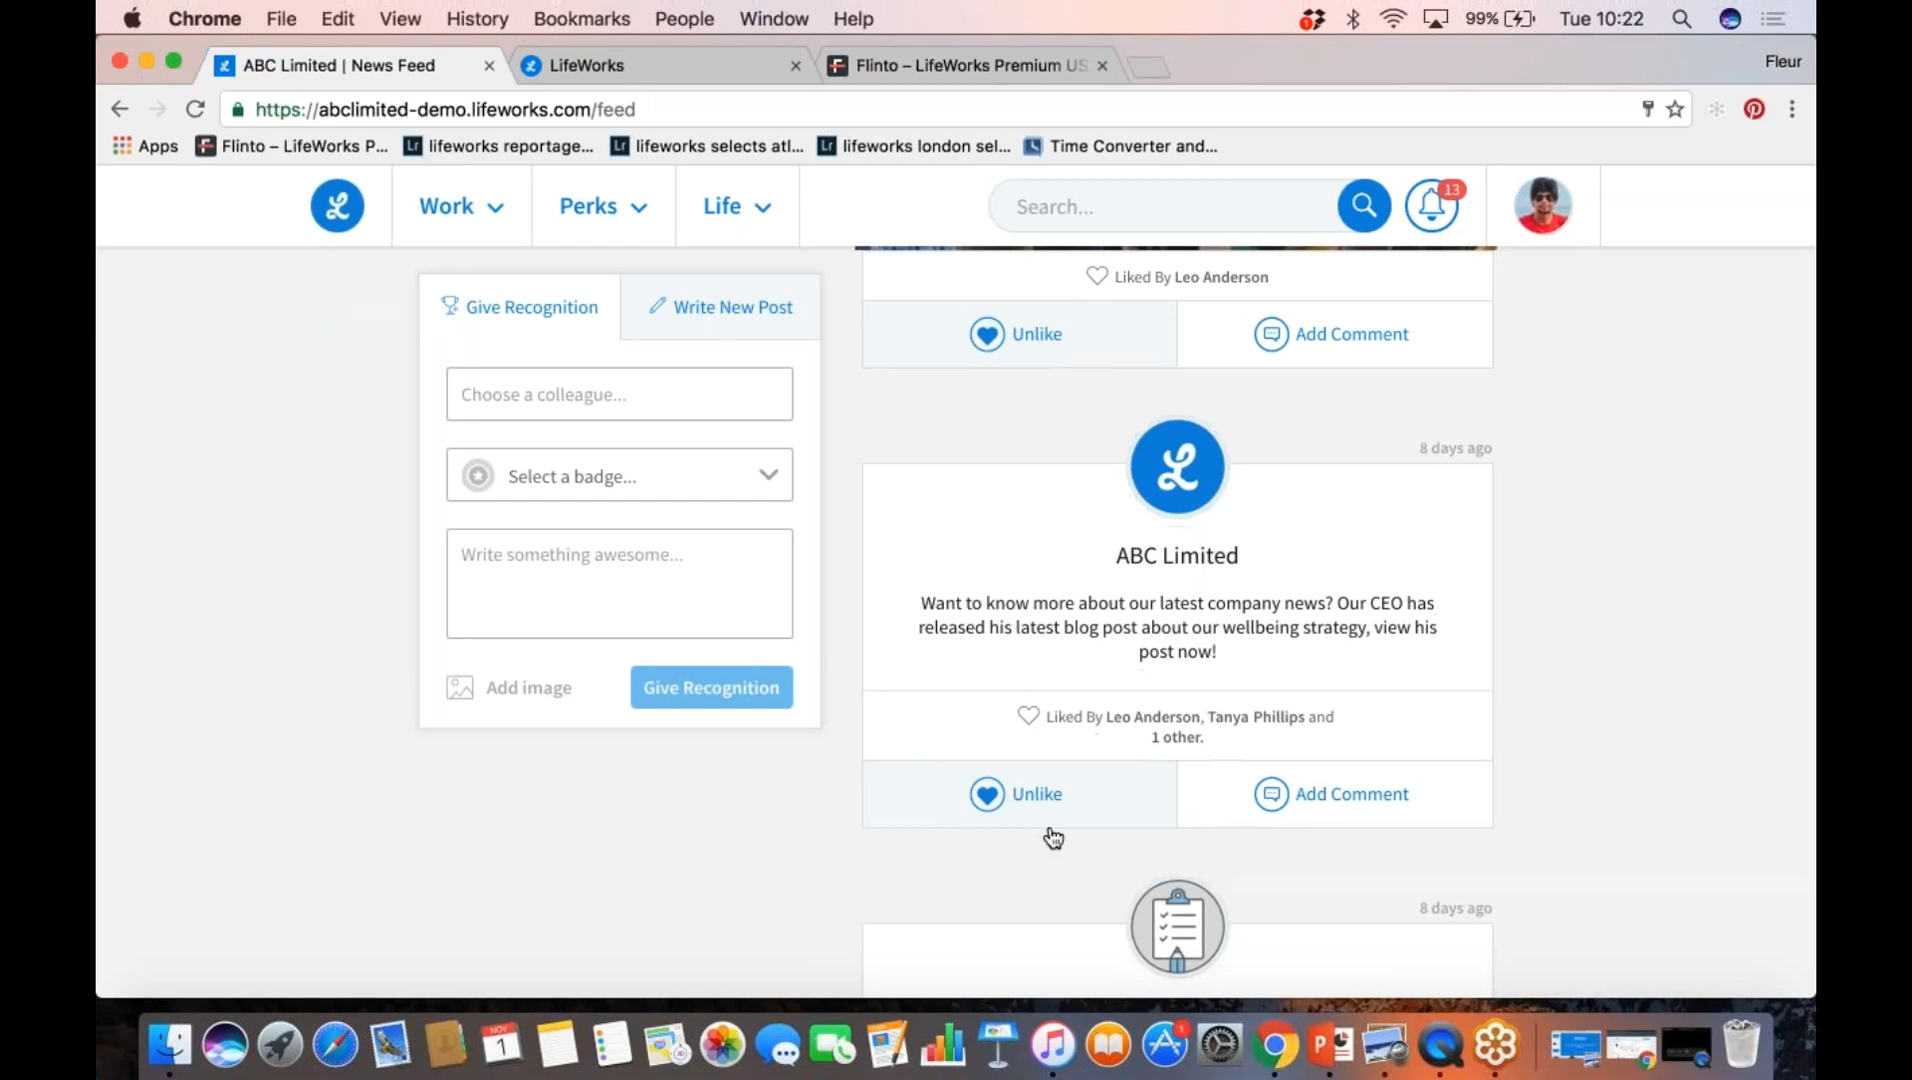 Chrome File Edit View History Bookmarks People Window Help 99% Tue 10:22
ABC Limited | News Feed LifeWorks Flinto – LifeWorks Premium US Fleur
https://abclimited-demo.lifeworks.com/feed
Apps Flinto – LifeWorks P... Lr lifeworks reportage... Lr lifeworks selects atl... Lr lifeworks london sel... Time Converter and...
Work Perks Life Search... 13
Liked By Leo Anderson
Give Recognition Write New Post
Unlike Add Comment
Choose a colleague...
8 days ago
Select a badge...
ABC Limited
Write something awesome...
Want to know more about our latest company news? Our CEO has
released his latest blog post about our wellbeing strategy, view his
post now!
Add image Give Recognition
Liked By Leo Anderson, Tanya Phillips and
1 other.
Unlike Add Comment
8 days ago
NOV
1
1